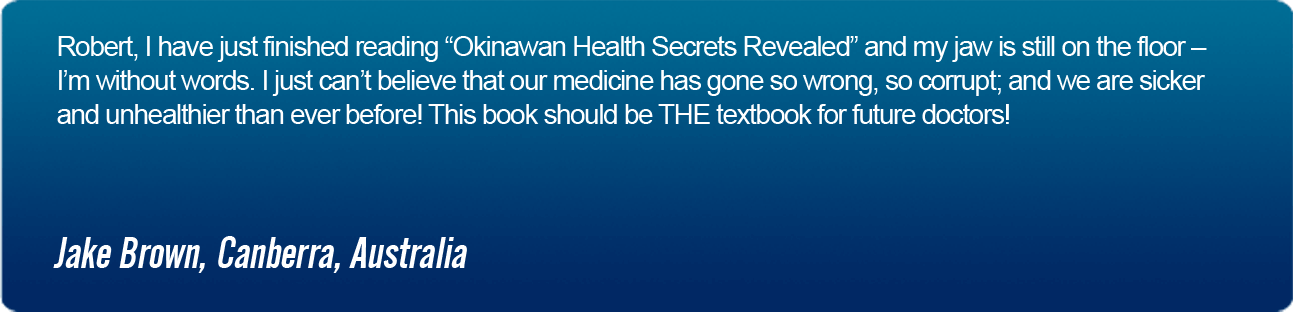 Robert, I have just finished reading “Okinawan Health Secrets Revealed” and my jaw is still on the floor –
I’m without words. I just can’t believe that our medicine has gone so wrong, so corrupt; and we are sicker
and unhealthier than ever before! This book should be THE textbook for future doctors!
Jake Brown, Canberra, Australia